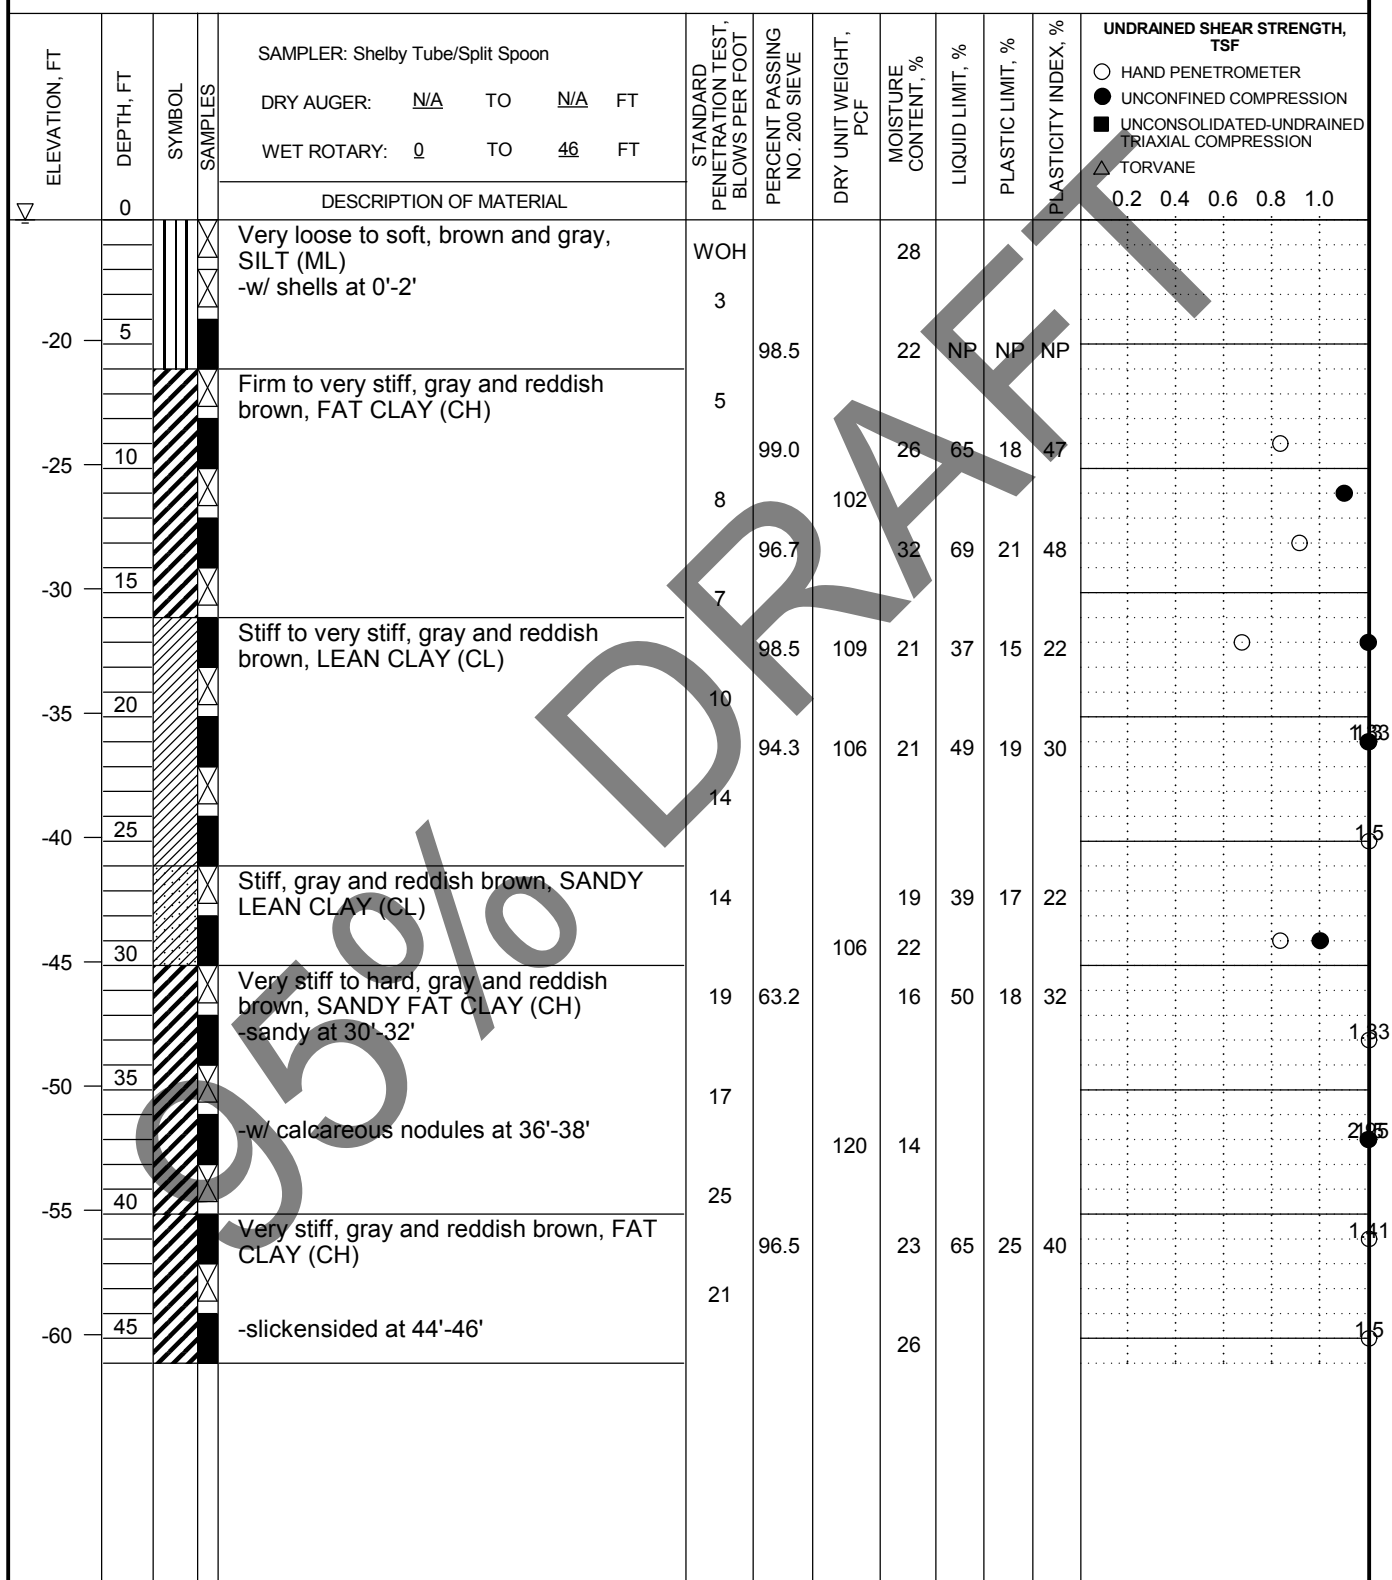 ELEVATION, FT
DEPTH, FT
SYMBOL
SAMPLES
SAMPLER: Shelby Tube/Split Spoon
DRY AUGER: N/A TO N/A FT
WET ROTARY: 0 TO 46 FT
DESCRIPTION OF MATERIAL
STANDARD
PENETRATION TEST,
BLOWS PER FOOT
PERCENT PASSING
NO. 200 SIEVE
DRY UNIT WEIGHT,
PCF
MOISTURE
CONTENT, %
LIQUID LIMIT, %
PLASTIC LIMIT, %
PLASTICITY INDEX, %
UNDRAINED SHEAR STRENGTH,
TSF
HAND PENETROMETER
UNCONFINED COMPRESSION
UNCONSOLIDATED-UNDRAINED
TRIAXIAL COMPRESSION
TORVANE
0.2 0.4 0.6 0.8 1.0
0
Very loose to soft, brown and gray,
SILT (ML)
WOH 28
-w/ shells at 0'-2'
3
-20 5
98.5 22 NP NP NP
Firm to very stiff, gray and reddish
brown, FAT CLAY (CH)
5
-25 10
99.0 26 65 18 47
8 102
96.7 32 69 21 48
-30 15
7
Stiff to very stiff, gray and reddish
brown, LEAN CLAY (CL)
98.5 109 21 37 15 22
10
-35 20
94.3 106 21 49 19 30
14
-40 25
1.5
Stiff, gray and reddish brown, SANDY
LEAN CLAY (CL)
14 19 39 17 22
106 22
-45 30
Very stiff to hard, gray and reddish
brown, SANDY FAT CLAY (CH)
19 63.2 16 50 18 32
-sandy at 30'-32'
1.33
-50 35
17
-w/ calcareous nodules at 36'-38'
120 14
25
-55 40
Very stiff, gray and reddish brown, FAT
CLAY (CH)
96.5 23 65 25 40 1.41
21
-60 45
-slickensided at 44'-46'
26 1.5
95% DRAFT